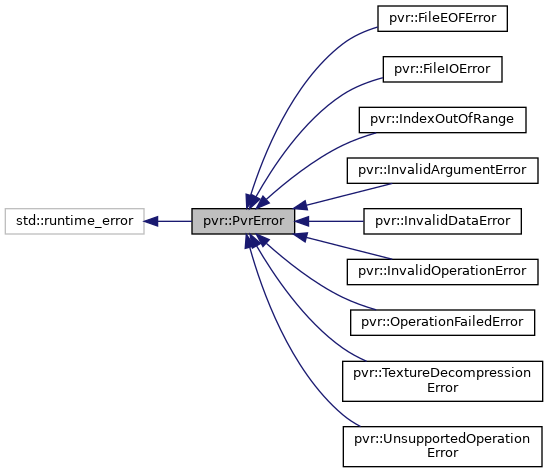 pvr::FileEOFError
pvr::FileIOError
pvr::IndexOutOfRange
pvr::InvalidArgumentError
std::runtime_error
pvr::PvrError
pvr::InvalidDataError
pvr::InvalidOperationError
pvr::OperationFailedError
pvr::TextureDecompression
Error
pvr::UnsupportedOperation
Error